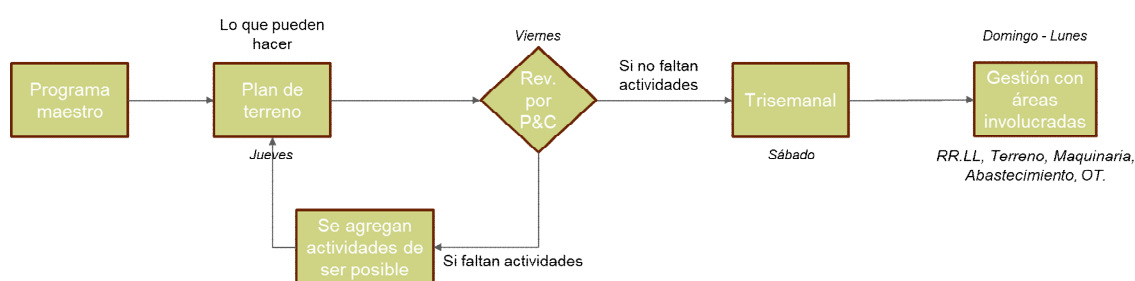 Lo que pueden
hacer
Viernes
Domingo - Lunes
Programa
maestro
Plan de
terreno
Rev.
por
P&C
Si no faltan
actividades
Trisemanal
Gestión con
áreas
involucradas
Jueves
Sábado
RR.LL, Terreno, Maquinaria,
Abastecimiento, OT.
Se agregan
actividades de
ser posible
Si faltan actividades